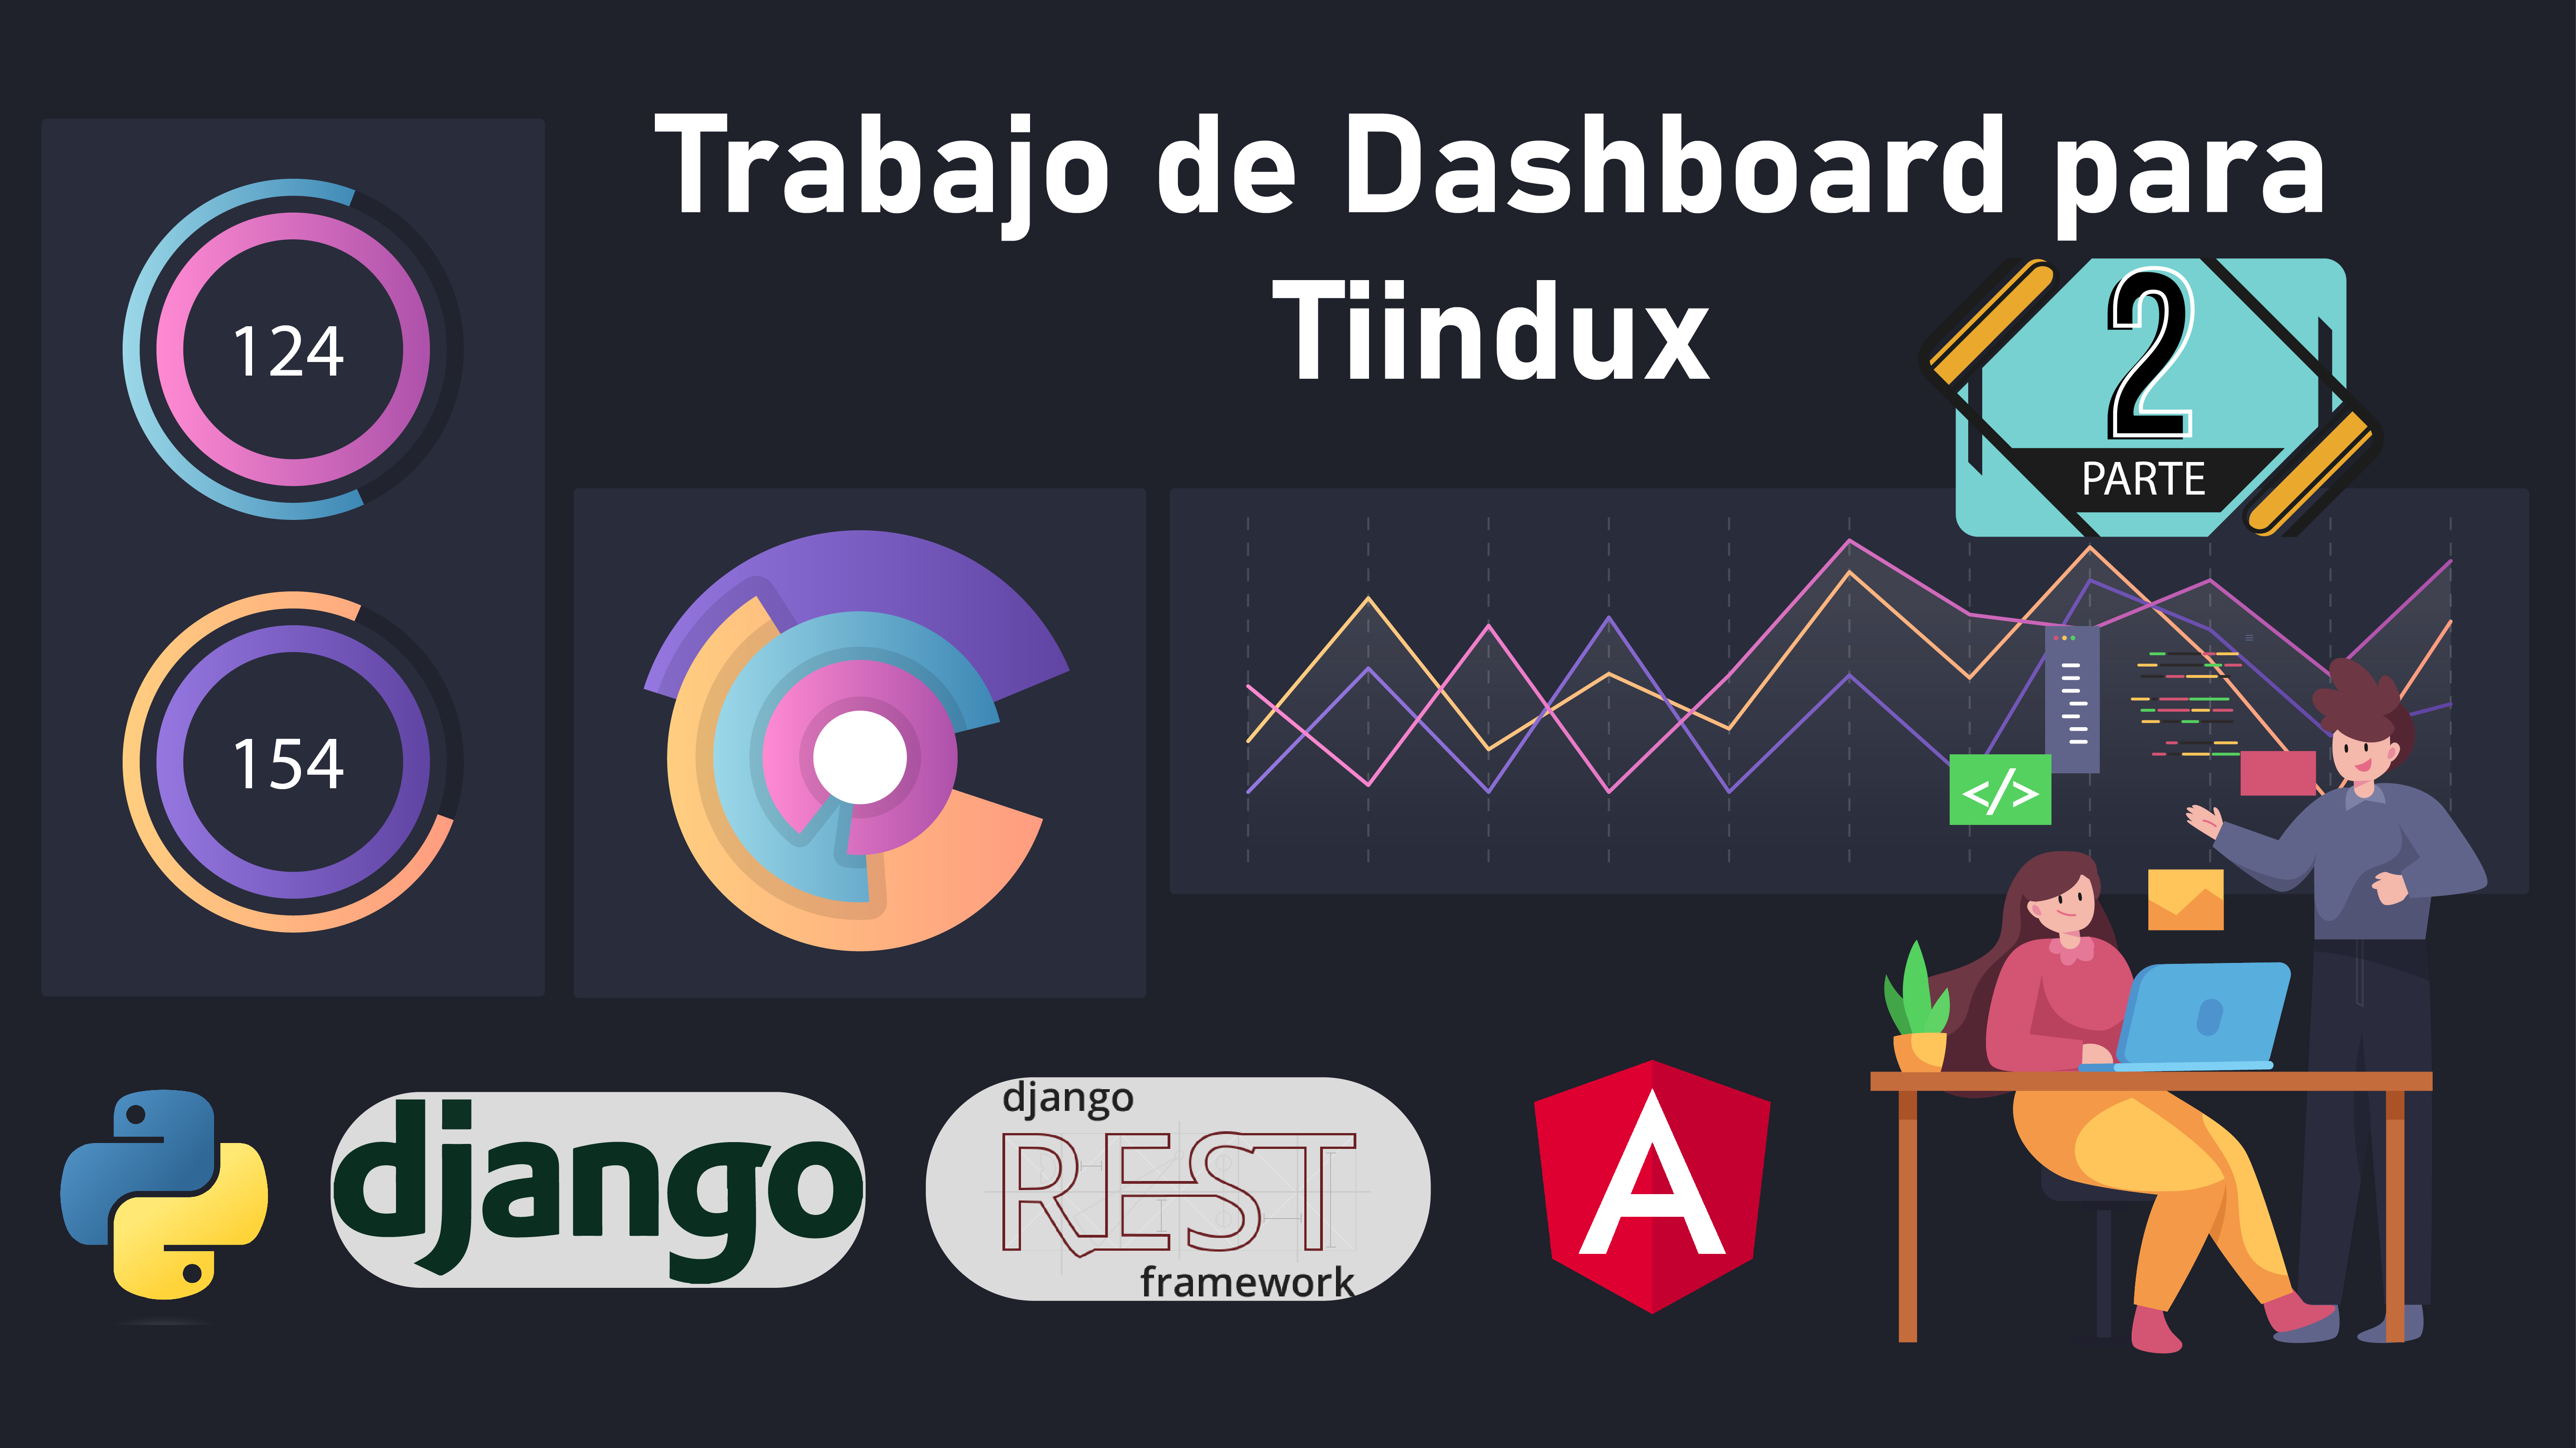 Trabajo de Dashboard para
Tiindux
2
PARTE
124
154
</>
django
django
REST
framework
A